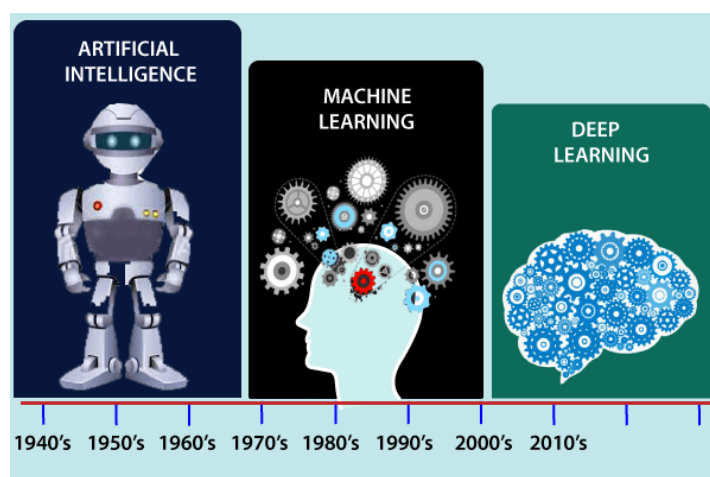 ARTIFICIAL
INTELLIGENCE
MACHINE
LEARNING
DEEP
LEARNING
1940's 1950's 1960's 1970's 1980's 1990's 2000's 2010's